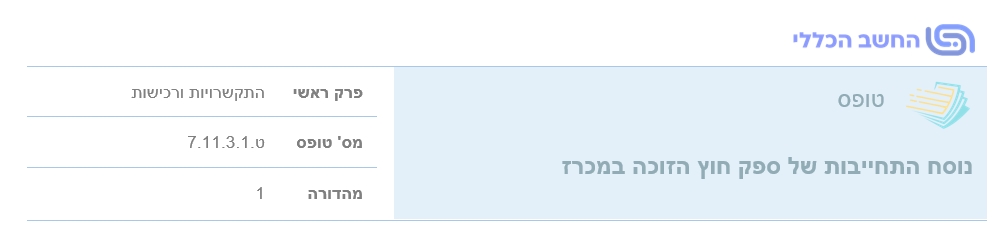 החשב הכללי
טופס
נוסח התחייבות של ספק חוץ הזוכה במכרז
פרק ראשי התקשרויות ורכישות
מס' טופס ט.7.11.3.1
מהדורה 1